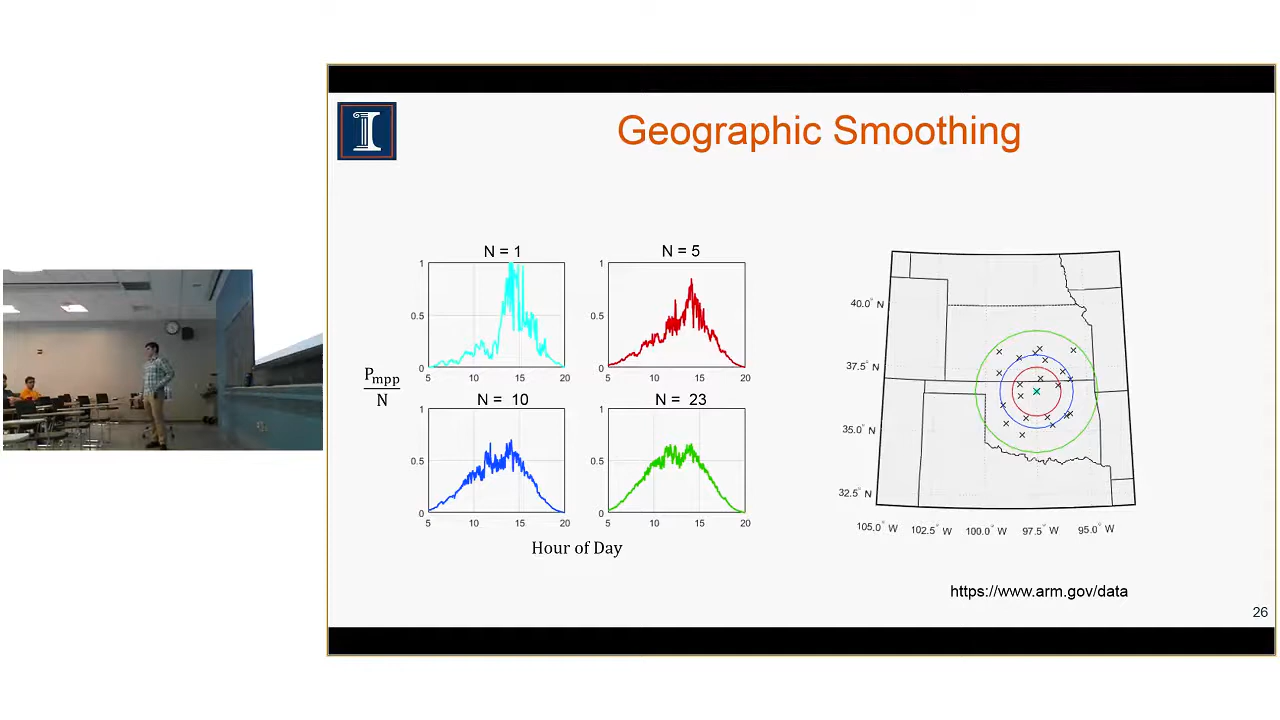 I
Geographic Smoothing
N = 1
N = 5
1
0.5
0
5 10 15 20
1
0.5
0
5 10 15 20
P_mpp
N
N = 10
N = 23
1
0.5
0
5 10 15 20
1
0.5
0
5 10 15 20
Hour of Day
40.0° N
37.5° N
35.0° N
32.5° N
105.0° W 102.5° W 100.0° W 97.5° W 95.0° W
https://www.arm.gov/data
26